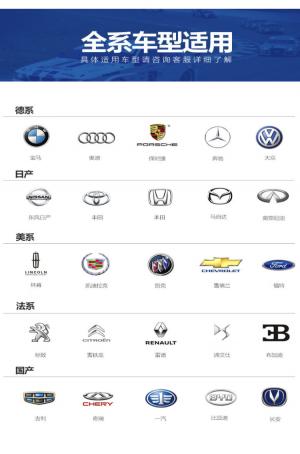 全系车型适用
具体适用车型请咨询客服详细了解
德系
PORSCHE
宝马 奥迪 保时捷 奔驰 大众
日产
NISSAN
东风日产 丰田 本田 马自达 英菲尼迪
美系
LINCOLN CHEVROLET Ford
林肯 凯迪拉克 别克 雪佛兰 福特
法系
CITROËN RENAULT
标致 雪铁龙 雷诺 谛艾仕 布加迪
国产
CHERY BYD
吉利 奇瑞 一汽 比亚迪 长安